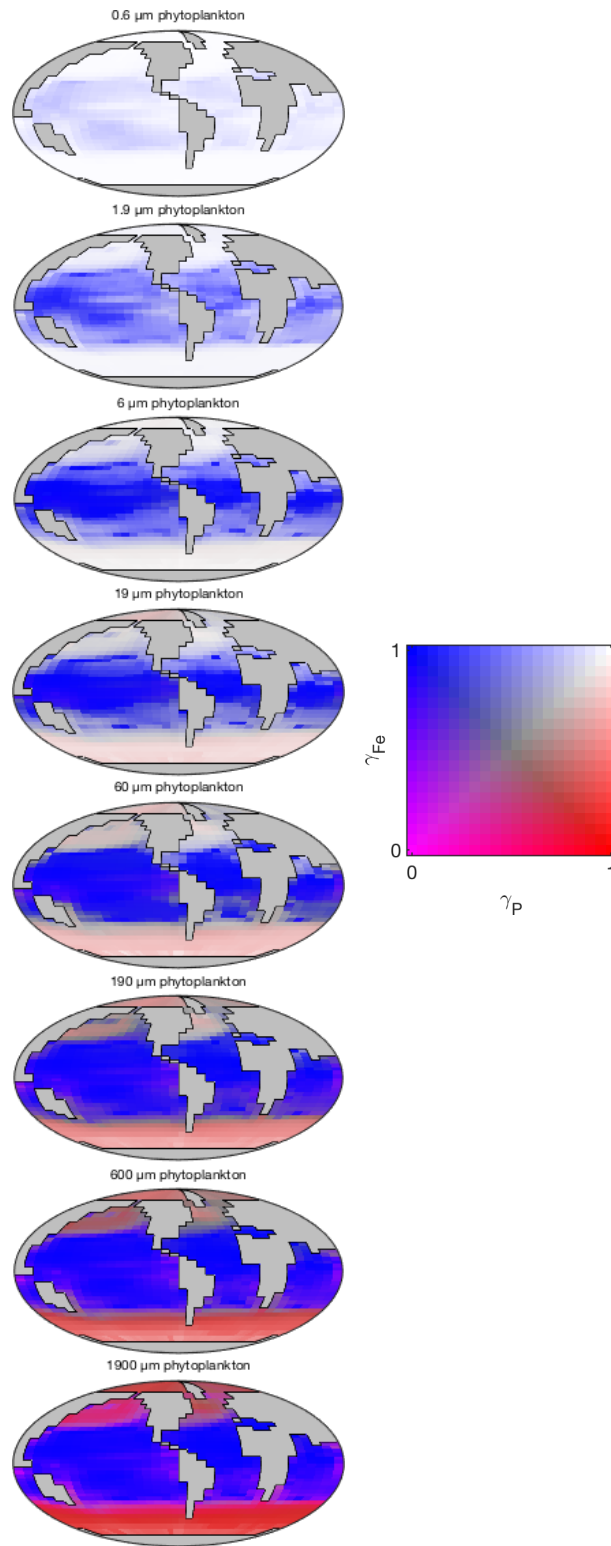 0.6 µm phytoplankton
1.9 µm phytoplankton
6 µm phytoplankton
19 µm phytoplankton
60 µm phytoplankton
190 µm phytoplankton
600 µm phytoplankton
1900 µm phytoplankton
1
γFe
0
0
1
γP